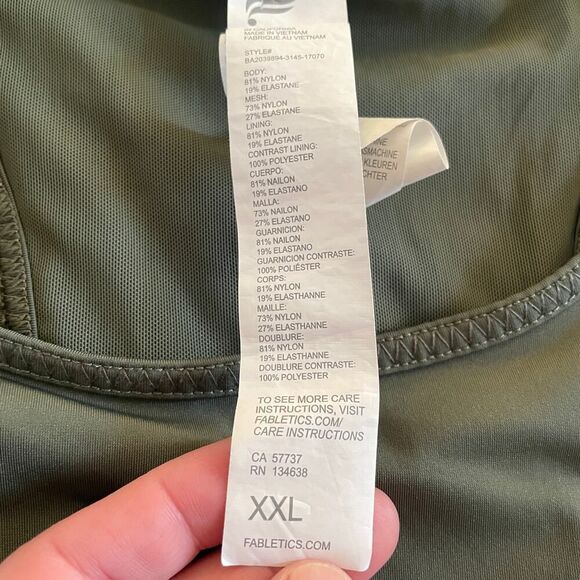 IN CALIFORNIA
MADE IN VIETNAM
FABRIQUÉ AU VIETNAM
STYLE#
BA2039894-3145-17070
BODY:
81% NYLON
19% ELASTANE
MESH:
73% NYLON
27% ELASTANE
LINING:
81% NYLON
19% ELASTANE
CONTRAST LINING:
100% POLYESTER
CUERPO:
81% NAILON
19% ELASTANO
MALLA:
73% NAILON
27% ELASTANO
GUARNICION:
81% NAILON
19% ELASTANO
GUARNICION CONTRASTE:
100% POLIÉSTER
CORPS:
81% NYLON
19% ELASTHANNE
MAILLE:
73% NYLON
27% ELASTHANNE
DOUBLURE:
81% NYLON
19% ELASTHANNE
DOUBLURE CONTRASTE:
100% POLYESTER
TO SEE MORE CARE
INSTRUCTIONS, VISIT
FABLETICS.COM/
CARE INSTRUCTIONS
CA 57737
RN 134638
XXL
FABLETICS.COM
KLEUREN